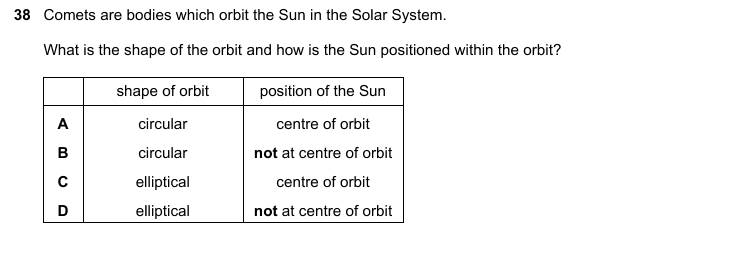 38 Comets are bodies which orbit the Sun in the Solar System.
What is the shape of the orbit and how is the Sun positioned within the orbit?
shape of orbit position of the Sun
A circular centre of orbit
B circular not at centre of orbit
C elliptical centre of orbit
D elliptical not at centre of orbit